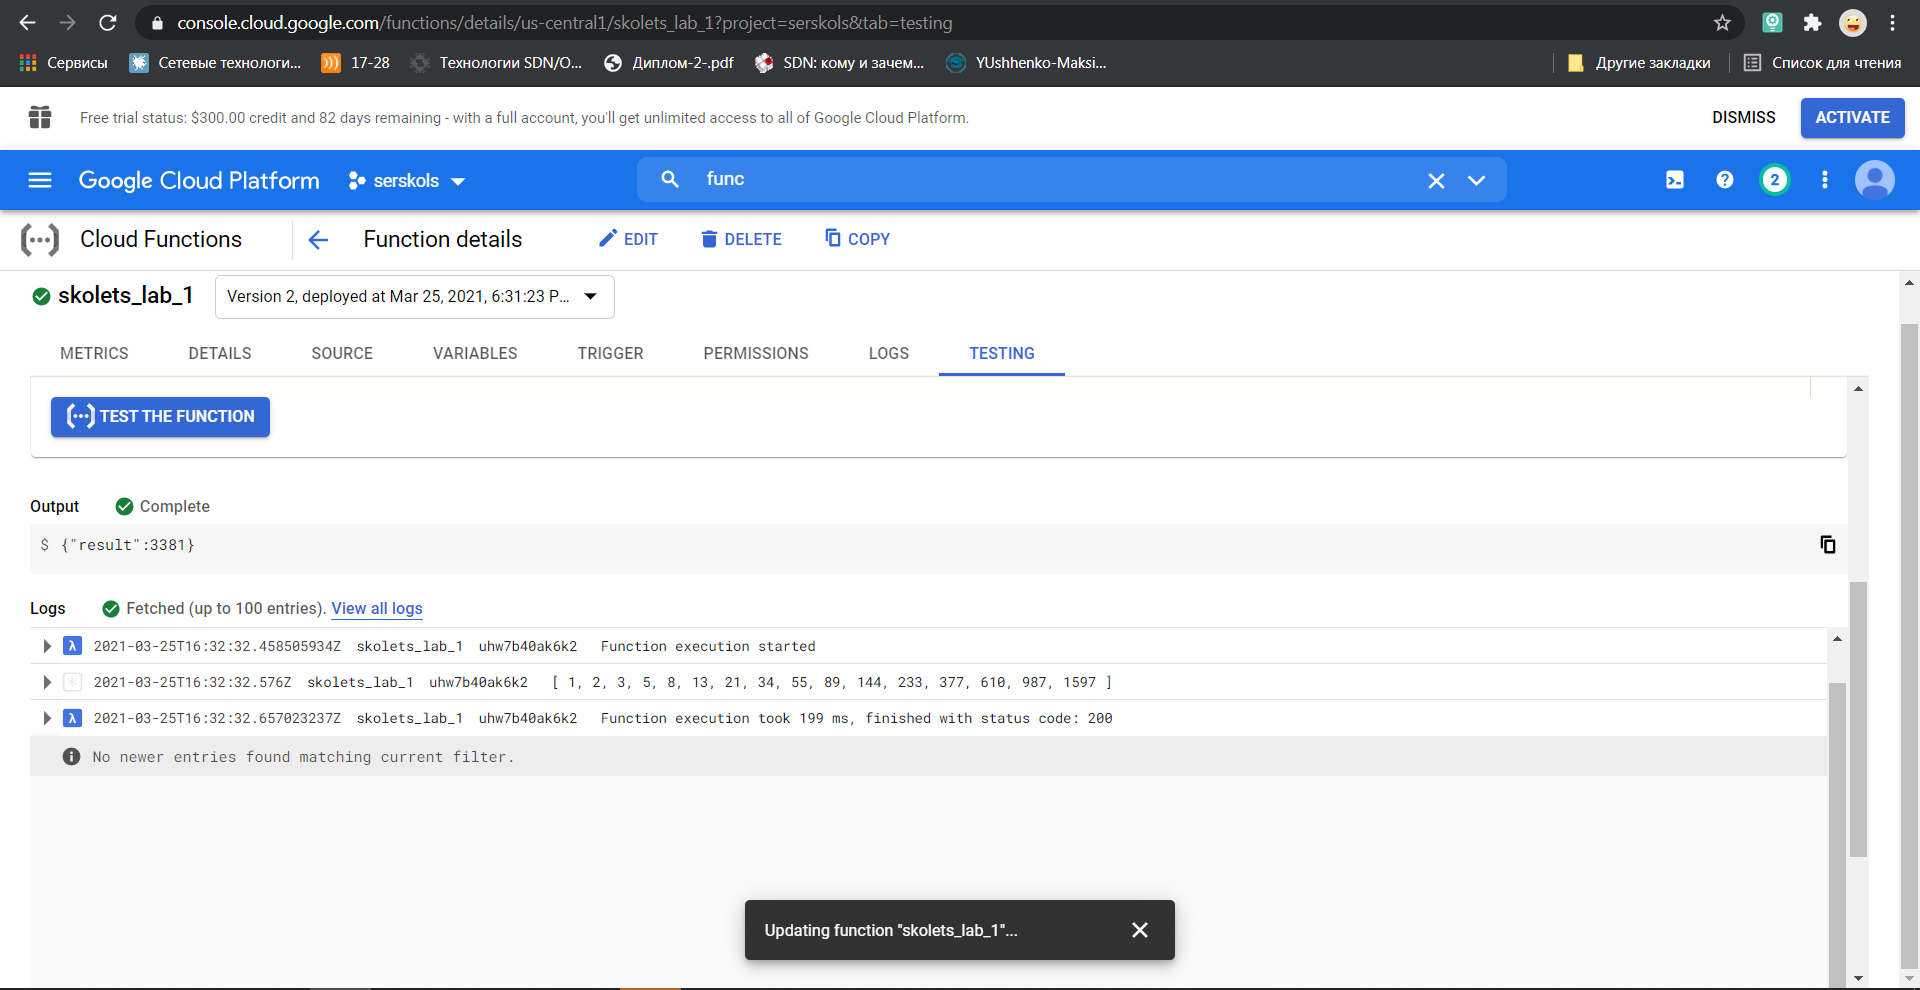 console.cloud.google.com/functions/details/us-central1/skolets_lab_1?project=serskols&tab=testing
Сервисы Сетевые технологи... 17-28 Технологии SDN/O... Диплом-2-.pdf SDN: кому и зачем... YUshhenko-Maksi... Другие закладки Список для чтения
Free trial status: $300.00 credit and 82 days remaining - with a full account, you'll get unlimited access to all of Google Cloud Platform. DISMISS ACTIVATE
Google Cloud Platform serskols func 2
Cloud Functions Function details EDIT DELETE COPY
skolets_lab_1 Version 2, deployed at Mar 25, 2021, 6:31:23 P...
METRICS DETAILS SOURCE VARIABLES TRIGGER PERMISSIONS LOGS TESTING
TEST THE FUNCTION
Output Complete
$ {"result":3381}
Logs Fetched (up to 100 entries). View all logs
2021-03-25T16:32:32.458505934Z skolets_lab_1 uhw7b40ak6k2 Function execution started
2021-03-25T16:32:32.576Z skolets_lab_1 uhw7b40ak6k2 [ 1, 2, 3, 5, 8, 13, 21, 34, 55, 89, 144, 233, 377, 610, 987, 1597 ]
2021-03-25T16:32:32.657023237Z skolets_lab_1 uhw7b40ak6k2 Function execution took 199 ms, finished with status code: 200
No newer entries found matching current filter.
Updating function "skolets_lab_1"...